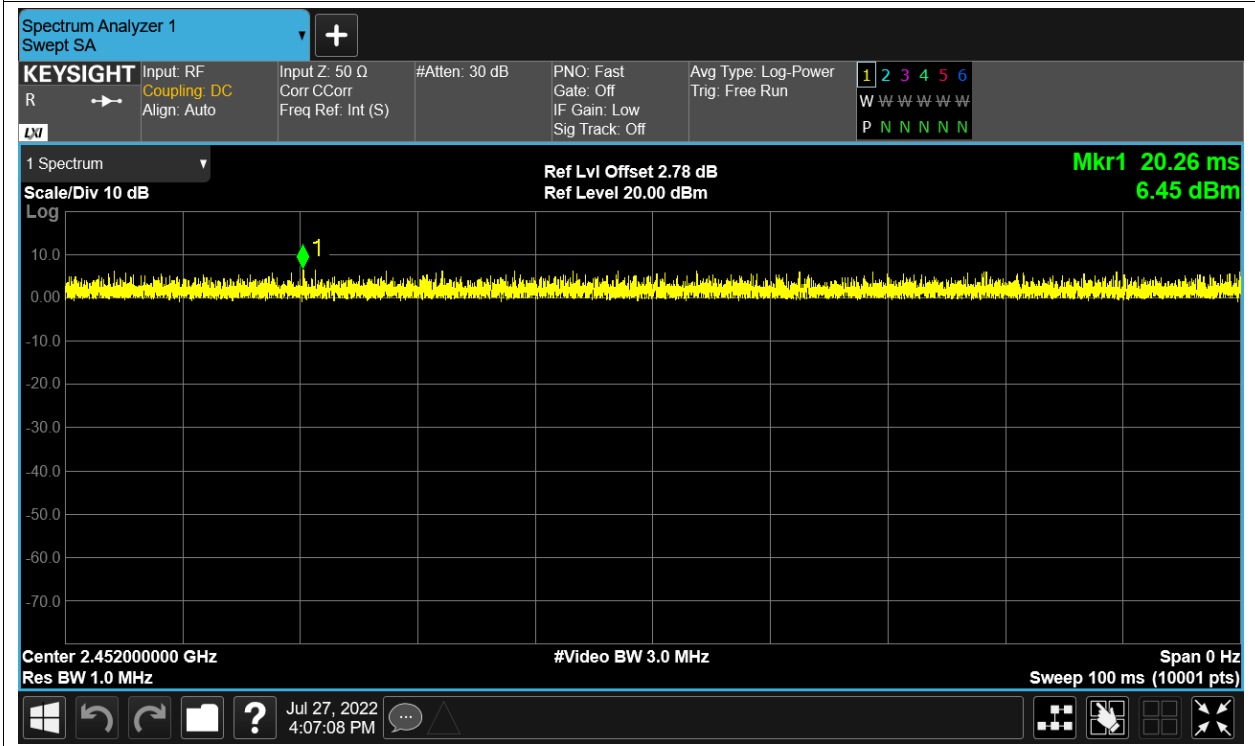 Spectrum Analyzer 1
Swept SA
▼
+
KEYSIGHT
R
LXI
Input: RF
Coupling: DC
Align: Auto
Input Z: 50 Ω
Corr CCorr
Freq Ref: Int (S)
#Atten: 30 dB
PNO: Fast
Gate: Off
IF Gain: Low
Sig Track: Off
Avg Type: Log-Power
Trig: Free Run
1 2 3 4 5 6
W W W W W W
P N N N N N
1 Spectrum ▼
Scale/Div 10 dB
Log
Ref Lvl Offset 2.78 dB
Ref Level 20.00 dBm
Mkr1 20.26 ms
6.45 dBm
1
10.0
0.00
-10.0
-20.0
-30.0
-40.0
-50.0
-60.0
-70.0
Center 2.452000000 GHz
Res BW 1.0 MHz
#Video BW 3.0 MHz
Span 0 Hz
Sweep 100 ms (10001 pts)
?
Jul 27, 2022
4:07:08 PM